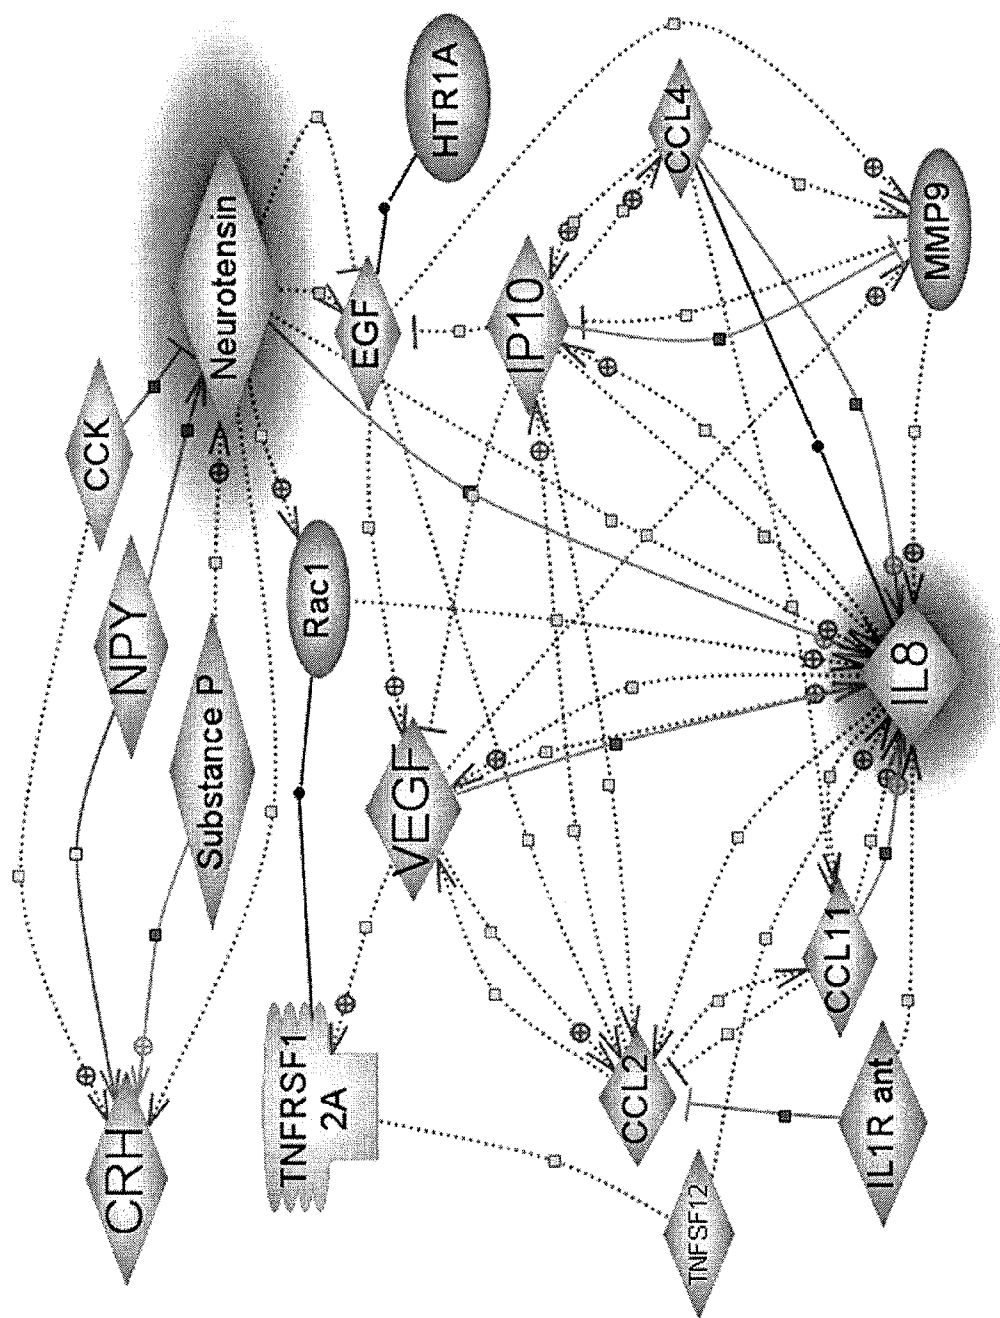 CRH
NPY
CCK
Substance P
Neurotensin
TNFRSF1
2A
Rac1
EGF
HTR1A
VEGF
IP10
CCL4
TNFSF12
CCL2
CCL11
IL1R ant
IL8
MMP9